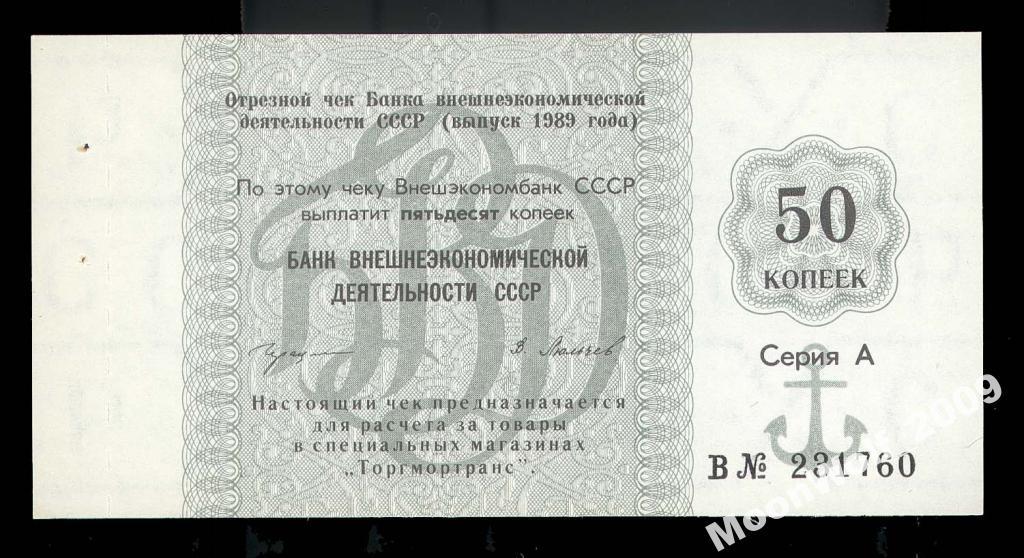 Отрезной чек Банка внешнеэкономической
деятельности СССР (выпуск 1989 года)
По этому чеку Внешэкономбанк СССР
выплатит пятьдесят копеек
БАНК ВНЕШНЕЭКОНОМИЧЕСКОЙ
ДЕЯТЕЛЬНОСТИ СССР
В.
Настоящий чек предназначается
для расчета за товары
в специальных магазинах
„Торгмортранс".
50
КОПЕЕК
Серия А
В № 231760